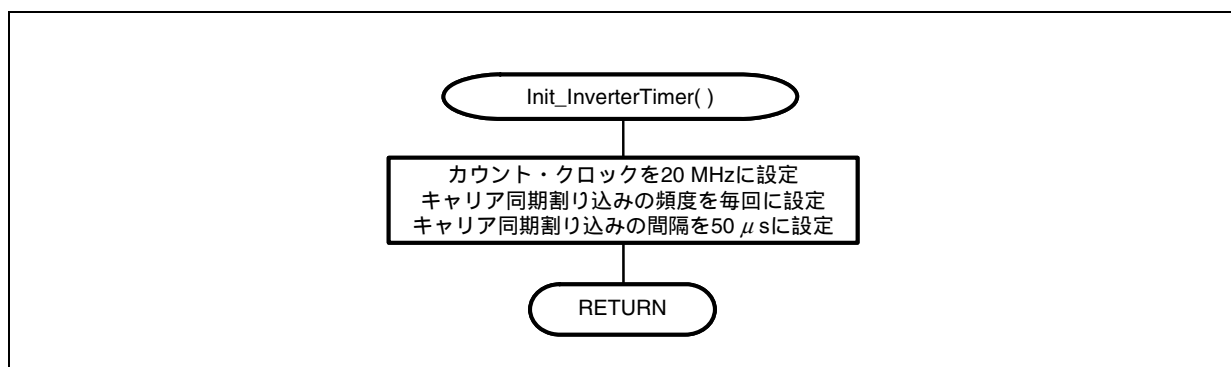 Init_InverterTimer( )
カウント・クロックを20 MHzに設定
キャリア同期割り込みの頻度を毎回に設定
キャリア同期割り込みの間隔を50 μsに設定
RETURN